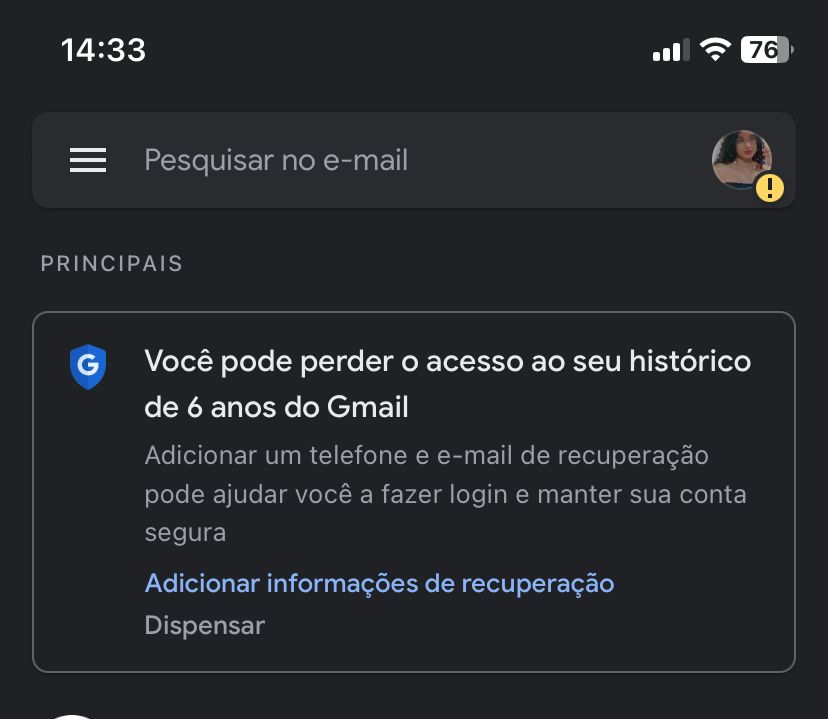 14:33
76
Pesquisar no e-mail
PRINCIPAIS
G
Você pode perder o acesso ao seu histórico
de 6 anos do Gmail
Adicionar um telefone e e-mail de recuperação
pode ajudar você a fazer login e manter sua conta
segura
Adicionar informações de recuperação
Dispensar